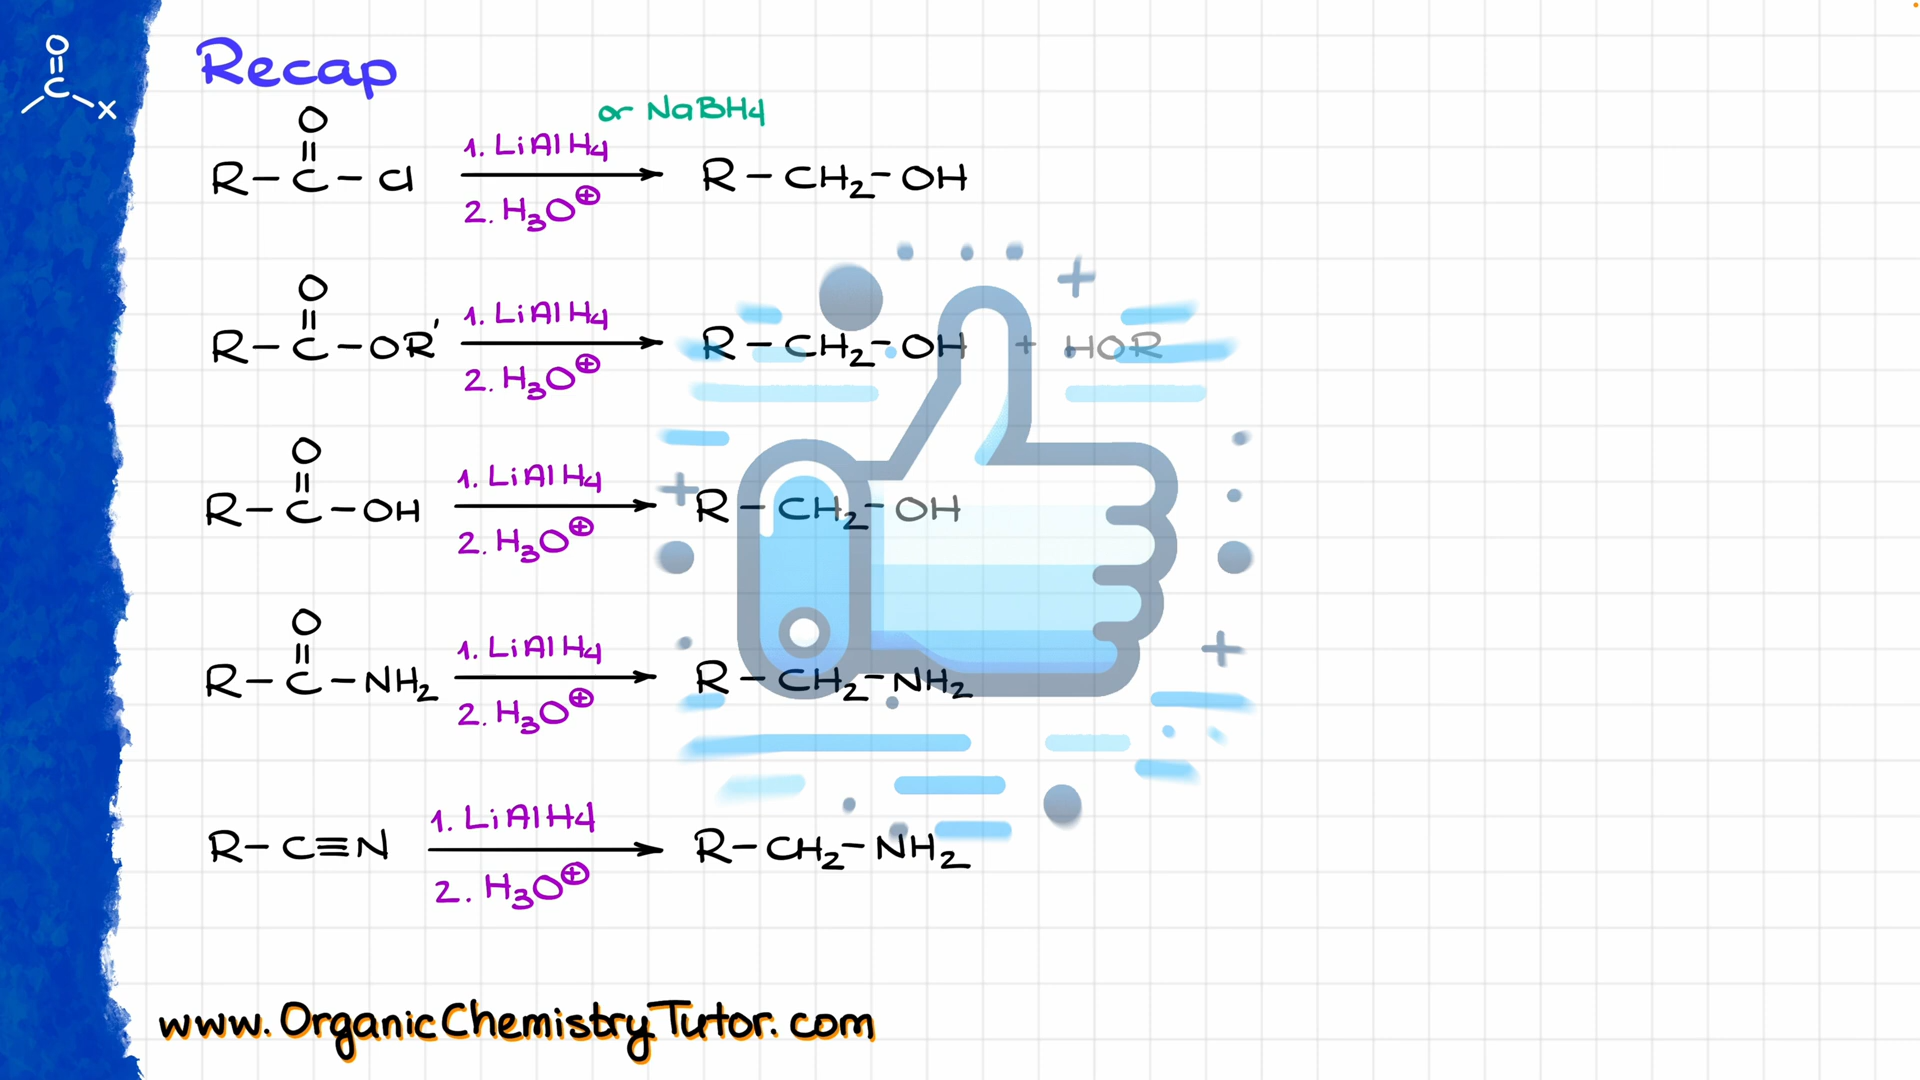 O
C
X
Recap
or NaBH4
O
R-C-Cl 1. LiAlH4 R-CH2-OH
2. H3O⊕
O
R-C-OR' 1. LiAlH4 R-CH2-OH + HOR
2. H3O⊕
O
R-C-OH 1. LiAlH4 R-CH2-OH
2. H3O⊕
O
R-C-NH2 1. LiAlH4 R-CH2-NH2
2. H3O⊕
R-C≡N 1. LiAlH4 R-CH2-NH2
2. H3O⊕
www.OrganicChemistryTutor.com